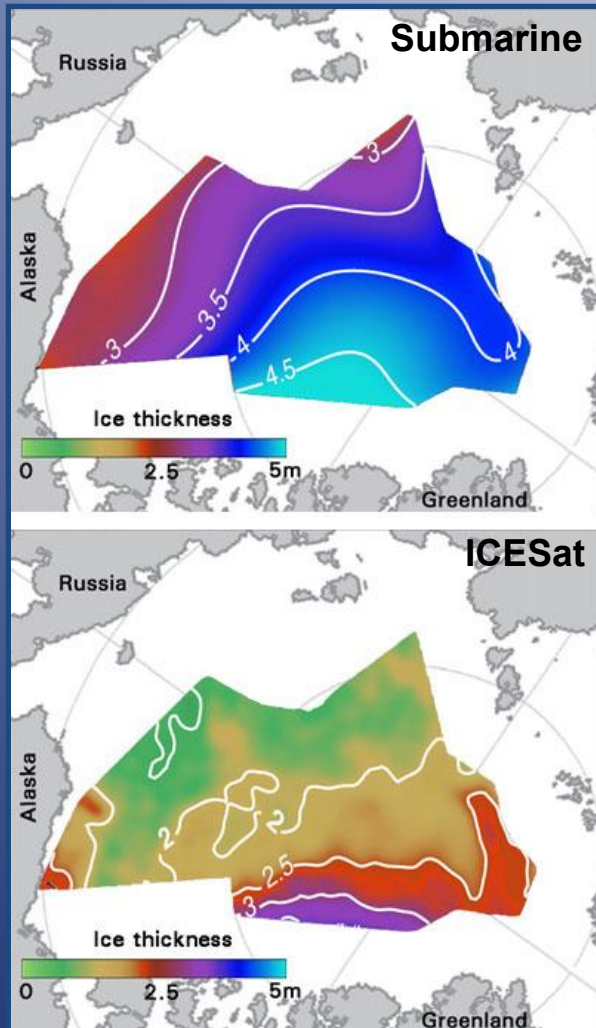 Submarine
Russia
3
Alaska
3.5
3
4
4
4.5
Ice thickness
0 2.5 5m
Greenland
ICESat
Russia
Alaska
2
2
2.5
3
Ice thickness
0 2.5 5m
Greenland